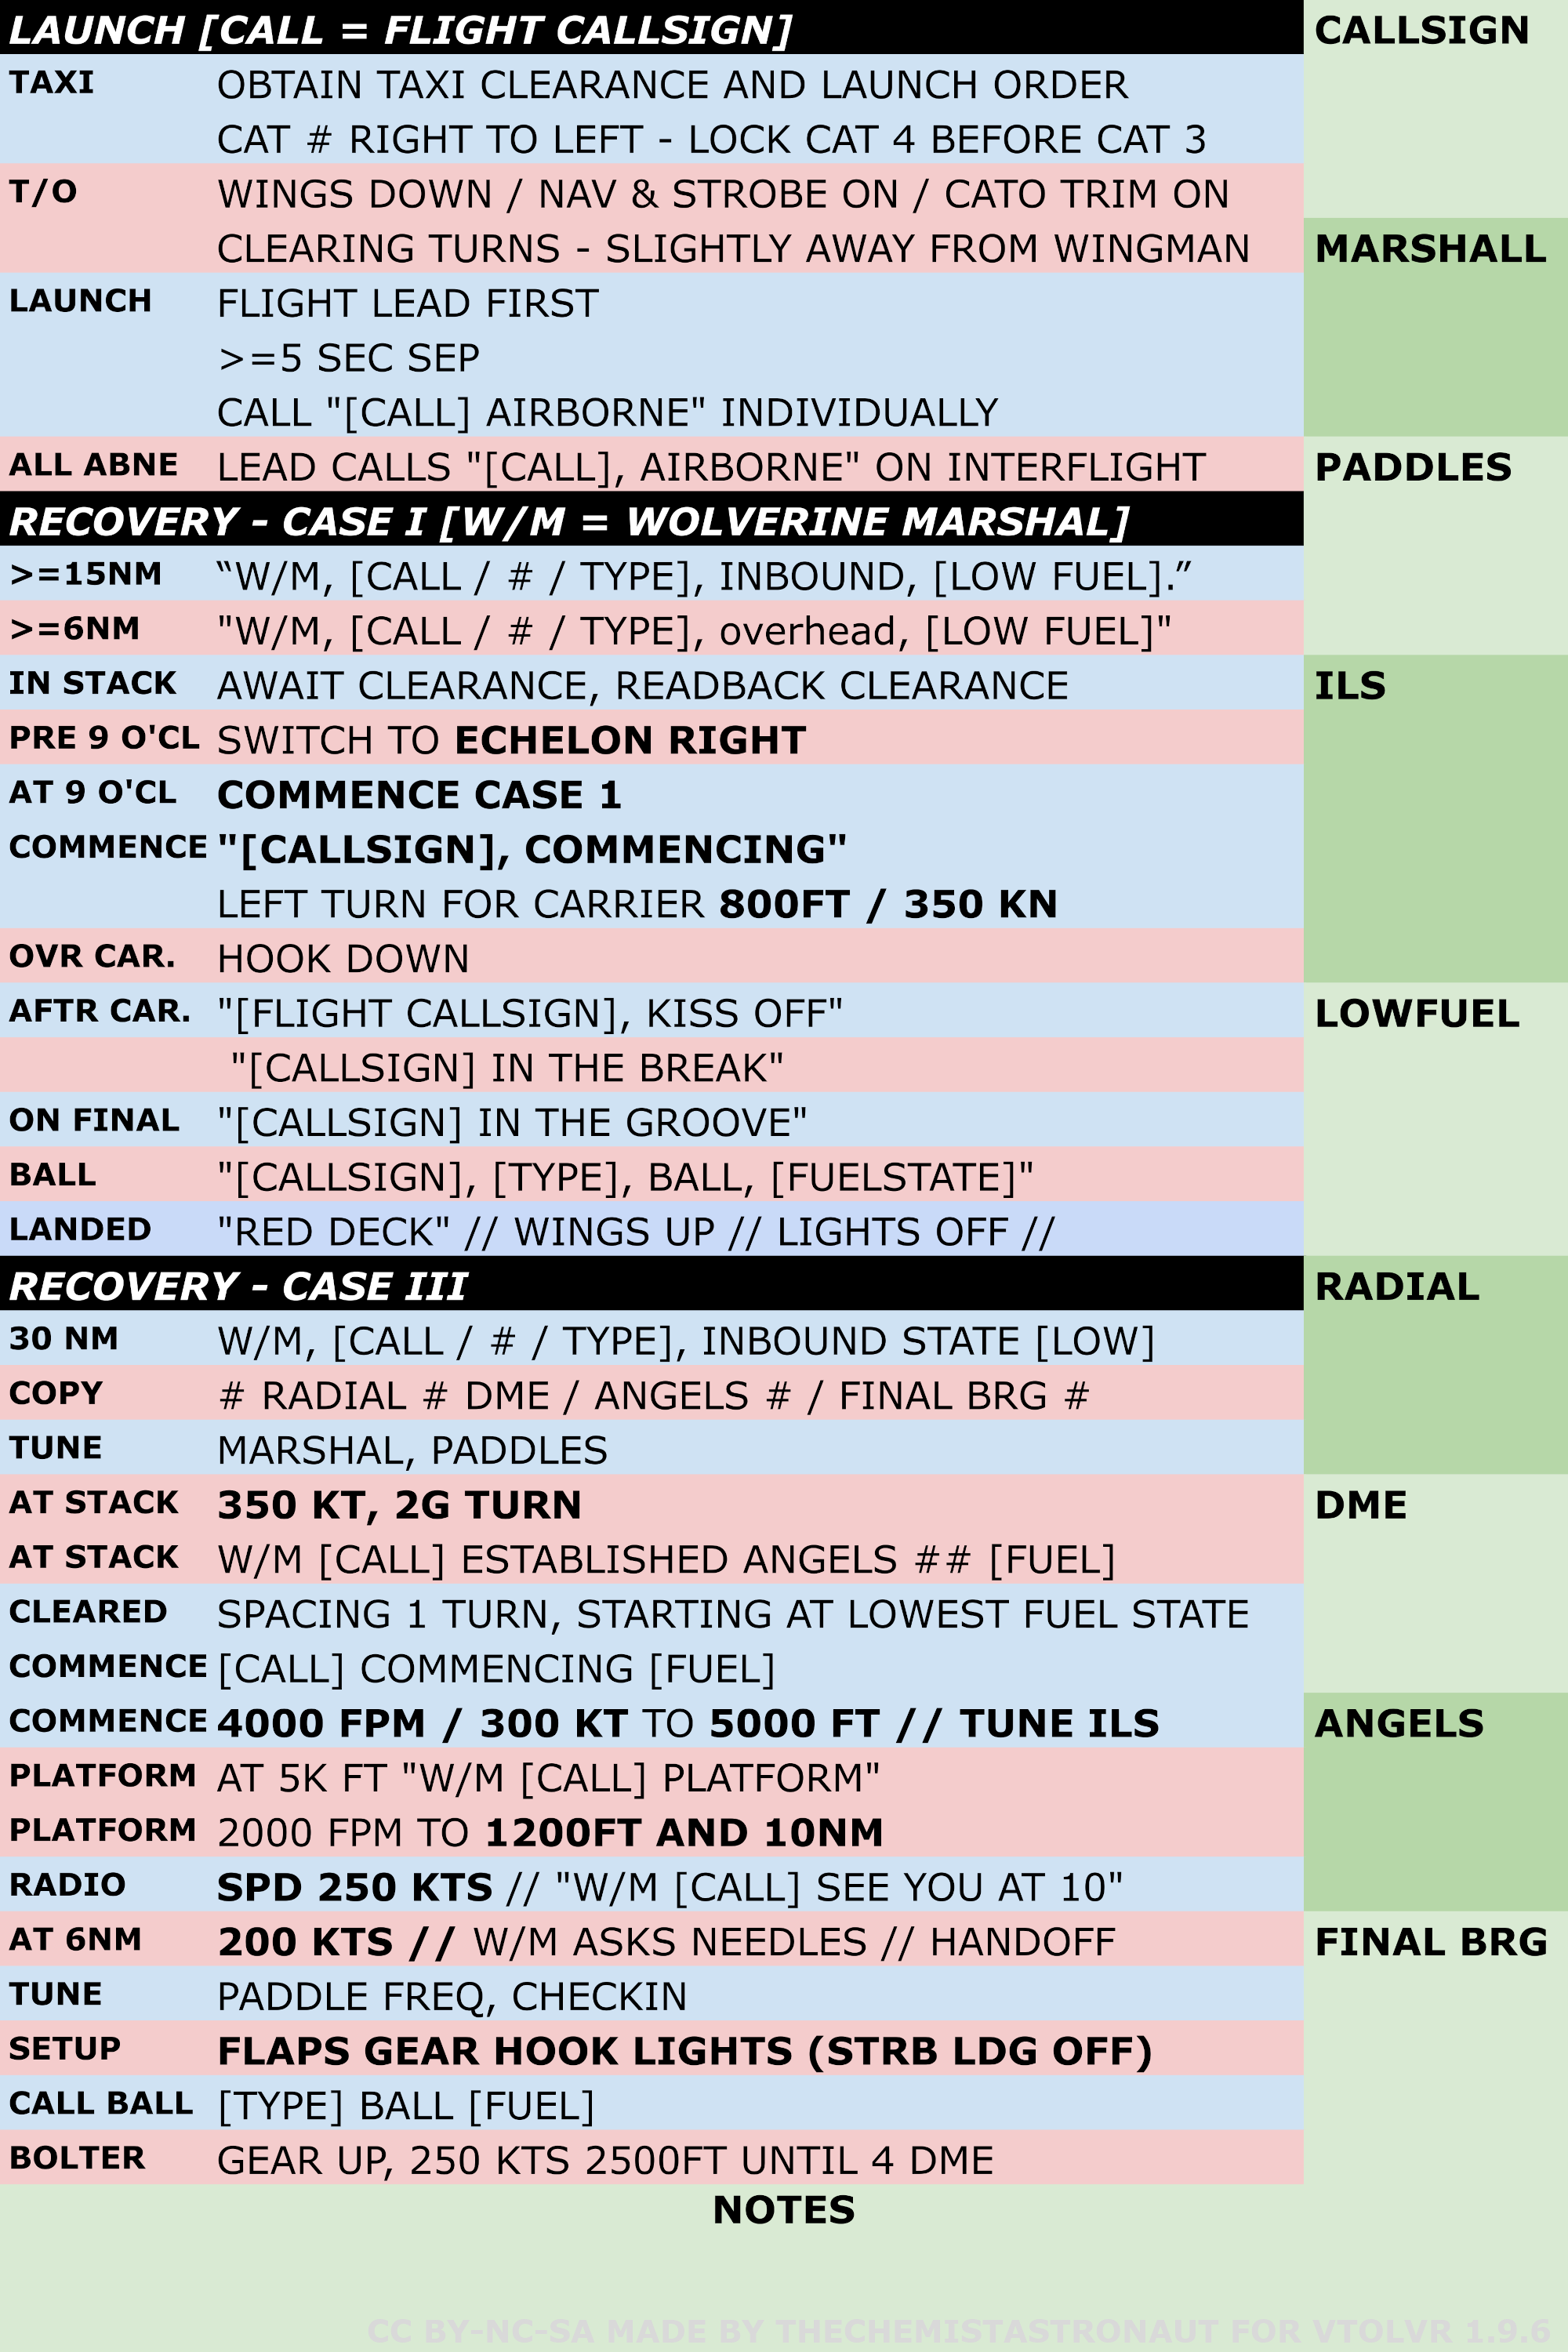 LAUNCH [CALL = FLIGHT CALLSIGN]
CALLSIGN
TAXI OBTAIN TAXI CLEARANCE AND LAUNCH ORDER
CAT # RIGHT TO LEFT - LOCK CAT 4 BEFORE CAT 3
T/O WINGS DOWN / NAV & STROBE ON / CATO TRIM ON
CLEARING TURNS - SLIGHTLY AWAY FROM WINGMAN
MARSHALL
LAUNCH FLIGHT LEAD FIRST
>=5 SEC SEP
CALL "[CALL] AIRBORNE" INDIVIDUALLY
ALL ABNE LEAD CALLS "[CALL], AIRBORNE" ON INTERFLIGHT
PADDLES
RECOVERY - CASE I [W/M = WOLVERINE MARSHAL]
>=15NM “W/M, [CALL / # / TYPE], INBOUND, [LOW FUEL].”
>=6NM "W/M, [CALL / # / TYPE], overhead, [LOW FUEL]"
IN STACK AWAIT CLEARANCE, READBACK CLEARANCE
ILS
PRE 9 O'CL SWITCH TO ECHELON RIGHT
AT 9 O'CL COMMENCE CASE 1
COMMENCE "[CALLSIGN], COMMENCING"
LEFT TURN FOR CARRIER 800FT / 350 KN
OVR CAR. HOOK DOWN
AFTR CAR. "[FLIGHT CALLSIGN], KISS OFF"
LOWFUEL
"[CALLSIGN] IN THE BREAK"
ON FINAL "[CALLSIGN] IN THE GROOVE"
BALL "[CALLSIGN], [TYPE], BALL, [FUELSTATE]"
LANDED "RED DECK" // WINGS UP // LIGHTS OFF //
RECOVERY - CASE III
RADIAL
30 NM W/M, [CALL / # / TYPE], INBOUND STATE [LOW]
COPY # RADIAL # DME / ANGELS # / FINAL BRG #
TUNE MARSHAL, PADDLES
AT STACK 350 KT, 2G TURN
DME
AT STACK W/M [CALL] ESTABLISHED ANGELS ## [FUEL]
CLEARED SPACING 1 TURN, STARTING AT LOWEST FUEL STATE
COMMENCE [CALL] COMMENCING [FUEL]
COMMENCE 4000 FPM / 300 KT TO 5000 FT // TUNE ILS
ANGELS
PLATFORM AT 5K FT "W/M [CALL] PLATFORM"
PLATFORM 2000 FPM TO 1200FT AND 10NM
RADIO SPD 250 KTS // "W/M [CALL] SEE YOU AT 10"
AT 6NM 200 KTS // W/M ASKS NEEDLES // HANDOFF
FINAL BRG
TUNE PADDLE FREQ, CHECKIN
SETUP FLAPS GEAR HOOK LIGHTS (STRB LDG OFF)
CALL BALL [TYPE] BALL [FUEL]
BOLTER GEAR UP, 250 KTS 2500FT UNTIL 4 DME
NOTES
CC BY-NC-SA MADE BY THECHEMISTASTRONAUT FOR VTOLVR 1.9.6